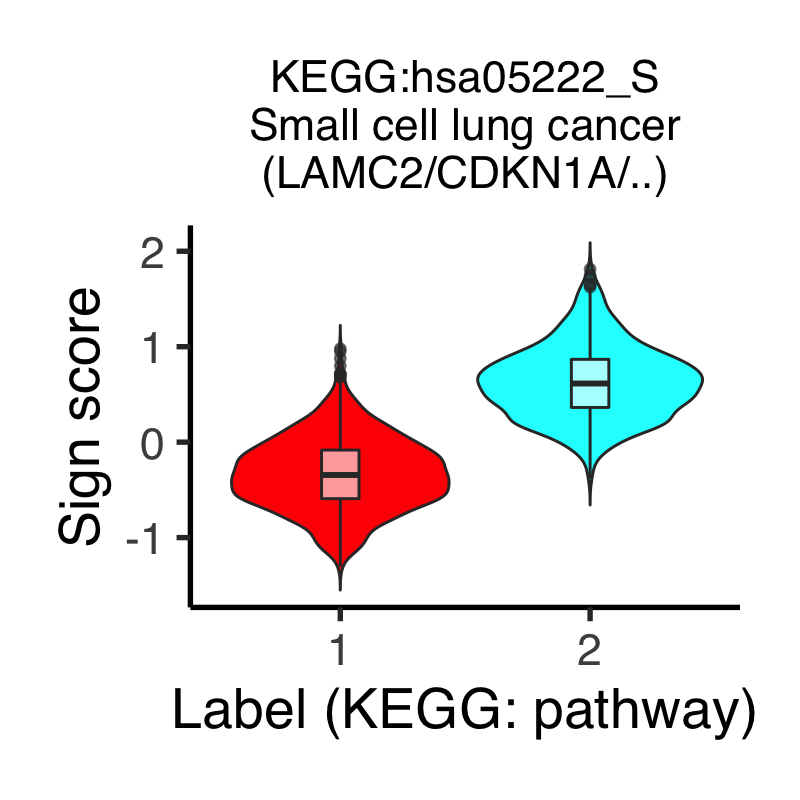 KEGG:hsa05222_S
Small cell lung cancer
(LAMC2/CDKN1A/..)
Sign score
2
1
0
-1
1
2
Label (KEGG: pathway)